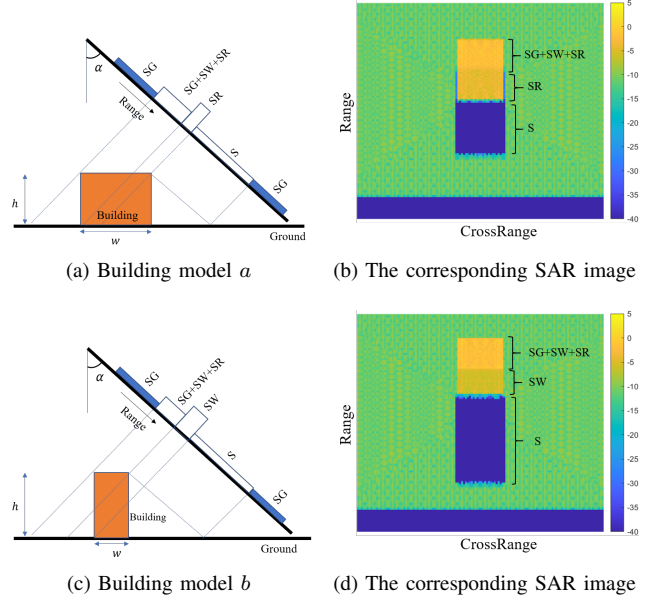 α
SG
SG+SW+SR
SR
Range
S
SG
h
Building
w
Ground
(a) Building model a
Range
SG+SW+SR
SR
S
CrossRange
5
0
-5
-10
-15
-20
-25
-30
-35
-40
(b) The corresponding SAR image
α
SG
SG+SW+SR
SW
Range
S
SG
h
Building
w
Ground
(c) Building model b
Range
SG+SW+SR
SW
S
CrossRange
5
0
-5
-10
-15
-20
-25
-30
-35
-40
(d) The corresponding SAR image